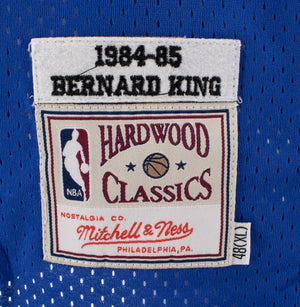 1984-85
BERNARD KING
HARDWOOD
CLASSICS
NBA
NOSTALGIA CO.
Mitchell & Ness
PHILADELPHIA, PA.
48(XL)